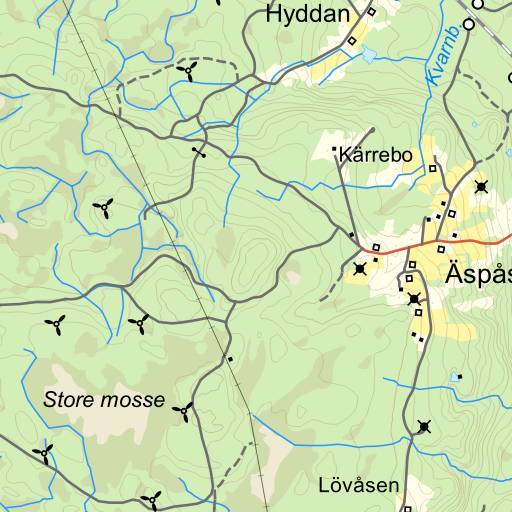 Hyddan
Kvarnb.
Kärrebo
Äspås
Store mosse
Lövåsen